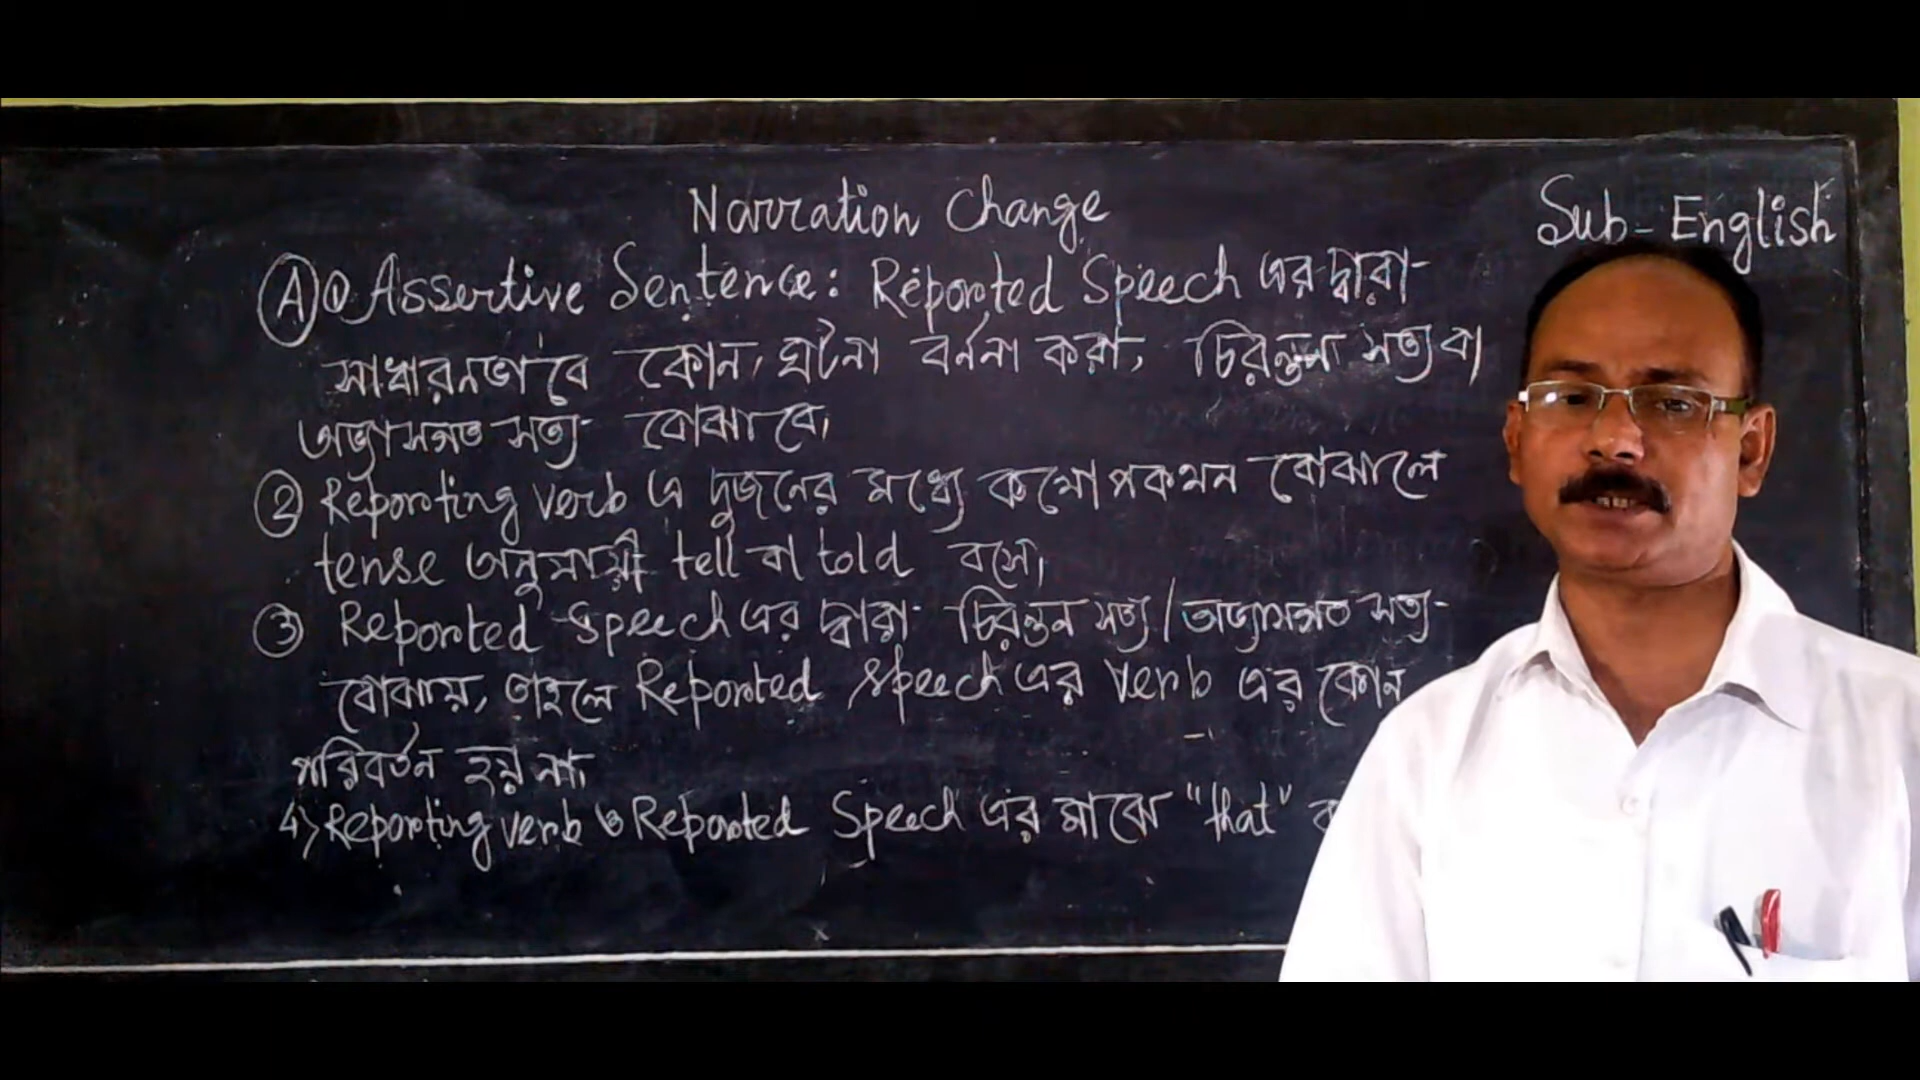 Narration Change
Sub- English
(A) ① Assertive Sentence: Reported Speech এর দ্বারা
সাধারনভাবে কোন ঘটনা বর্ননা করা, চিরন্তন সত্য বা
অভ্যাসগত সত্য বোঝাবে।
② Reporting verb এ দুজনের মধ্যে কথোপকথন বোঝালে
tense অনুযায়ী tell বা told বসে।
③ Reported Speech এর দ্বারা চিরন্তন সত্য/অভ্যাসগত সত্য
বোঝায়, তাহলে Reported Speech এর verb এর কোন
পরিবর্তন হয় না।
4) Reporting verb ও Reported Speech এর মাঝে "that"